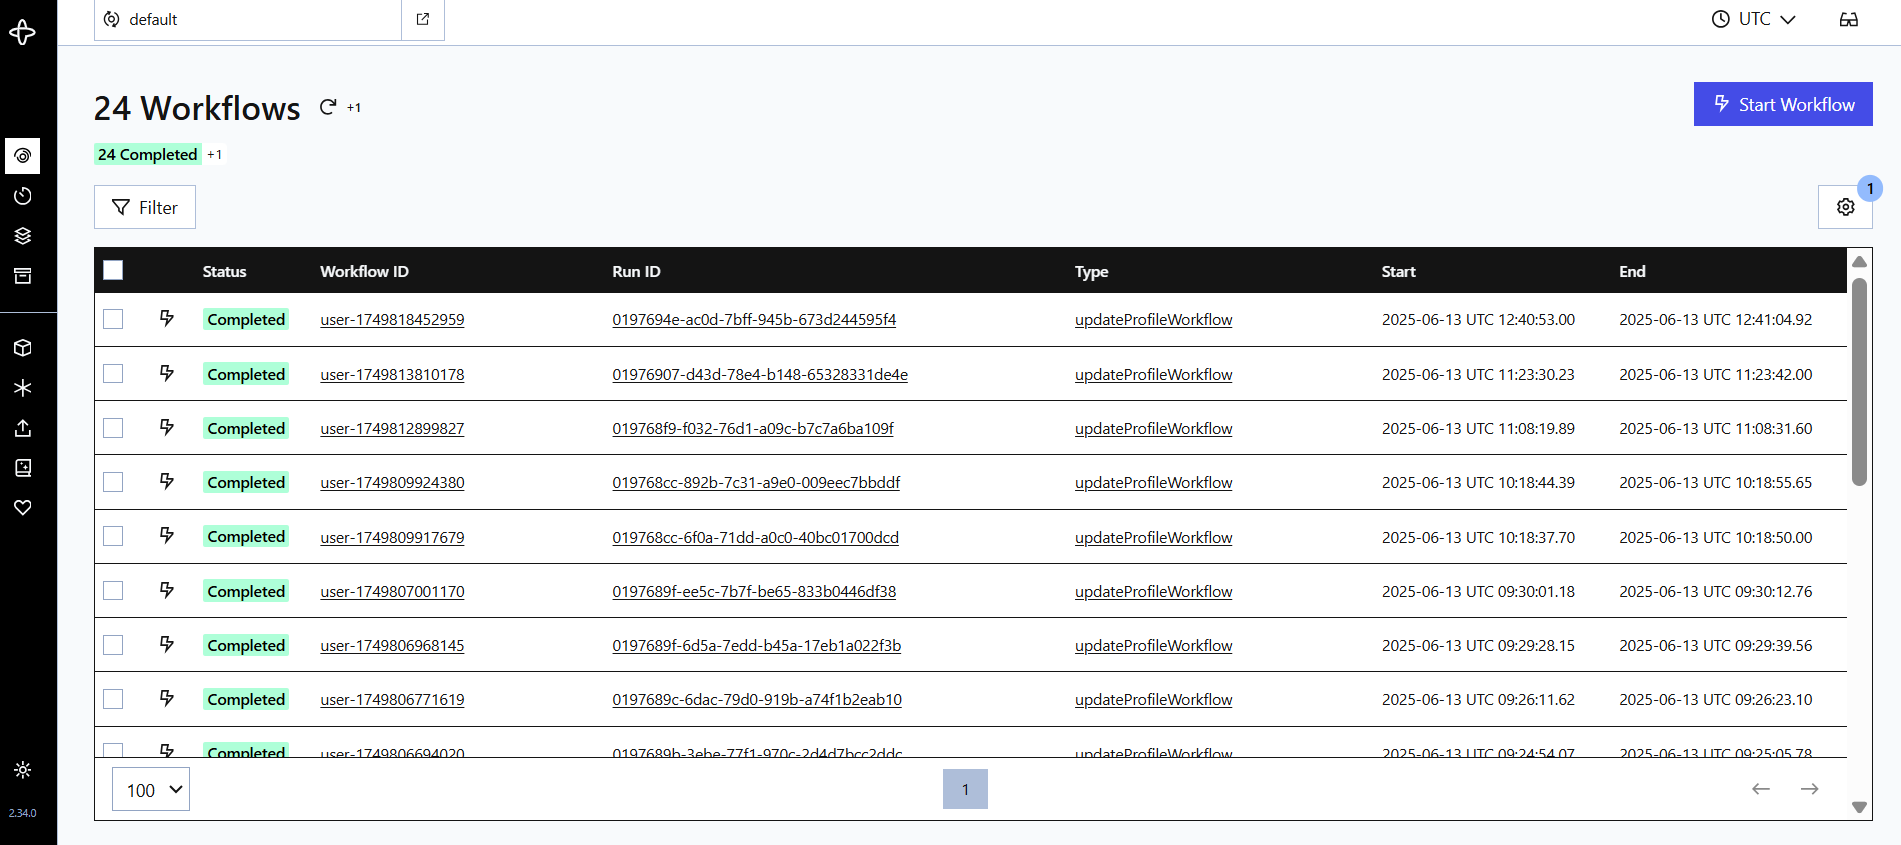 default
UTC
24 Workflows +1
Start Workflow
24 Completed +1
Filter
1
Status Workflow ID Run ID Type Start End
Completed user-1749818452959 0197694e-ac0d-7bff-945b-673d244595f4 updateProfileWorkflow 2025-06-13 UTC 12:40:53.00 2025-06-13 UTC 12:41:04.92
Completed user-1749813810178 01976907-d43d-78e4-b148-65328331de4e updateProfileWorkflow 2025-06-13 UTC 11:23:30.23 2025-06-13 UTC 11:23:42.00
Completed user-1749812899827 019768f9-f032-76d1-a09c-b7c7a6ba109f updateProfileWorkflow 2025-06-13 UTC 11:08:19.89 2025-06-13 UTC 11:08:31.60
Completed user-1749809924380 019768cc-892b-7c31-a9e0-009eec7bbddf updateProfileWorkflow 2025-06-13 UTC 10:18:44.39 2025-06-13 UTC 10:18:55.65
Completed user-1749809917679 019768cc-6f0a-71dd-a0c0-40bc01700dcd updateProfileWorkflow 2025-06-13 UTC 10:18:37.70 2025-06-13 UTC 10:18:50.00
Completed user-1749807001170 0197689f-ee5c-7b7f-be65-833b0446df38 updateProfileWorkflow 2025-06-13 UTC 09:30:01.18 2025-06-13 UTC 09:30:12.76
Completed user-1749806968145 0197689f-6d5a-7edd-b45a-17eb1a022f3b updateProfileWorkflow 2025-06-13 UTC 09:29:28.15 2025-06-13 UTC 09:29:39.56
Completed user-1749806771619 0197689c-6dac-79d0-919b-a74f1b2eab10 updateProfileWorkflow 2025-06-13 UTC 09:26:11.62 2025-06-13 UTC 09:26:23.10
Completed user-1749806694020 0197689b-3ebe-77f1-970c-2d4d7bcc2ddc updateProfileWorkflow 2025-06-13 UTC 09:24:54.07 2025-06-13 UTC 09:25:05.78
100 1
2.34.0